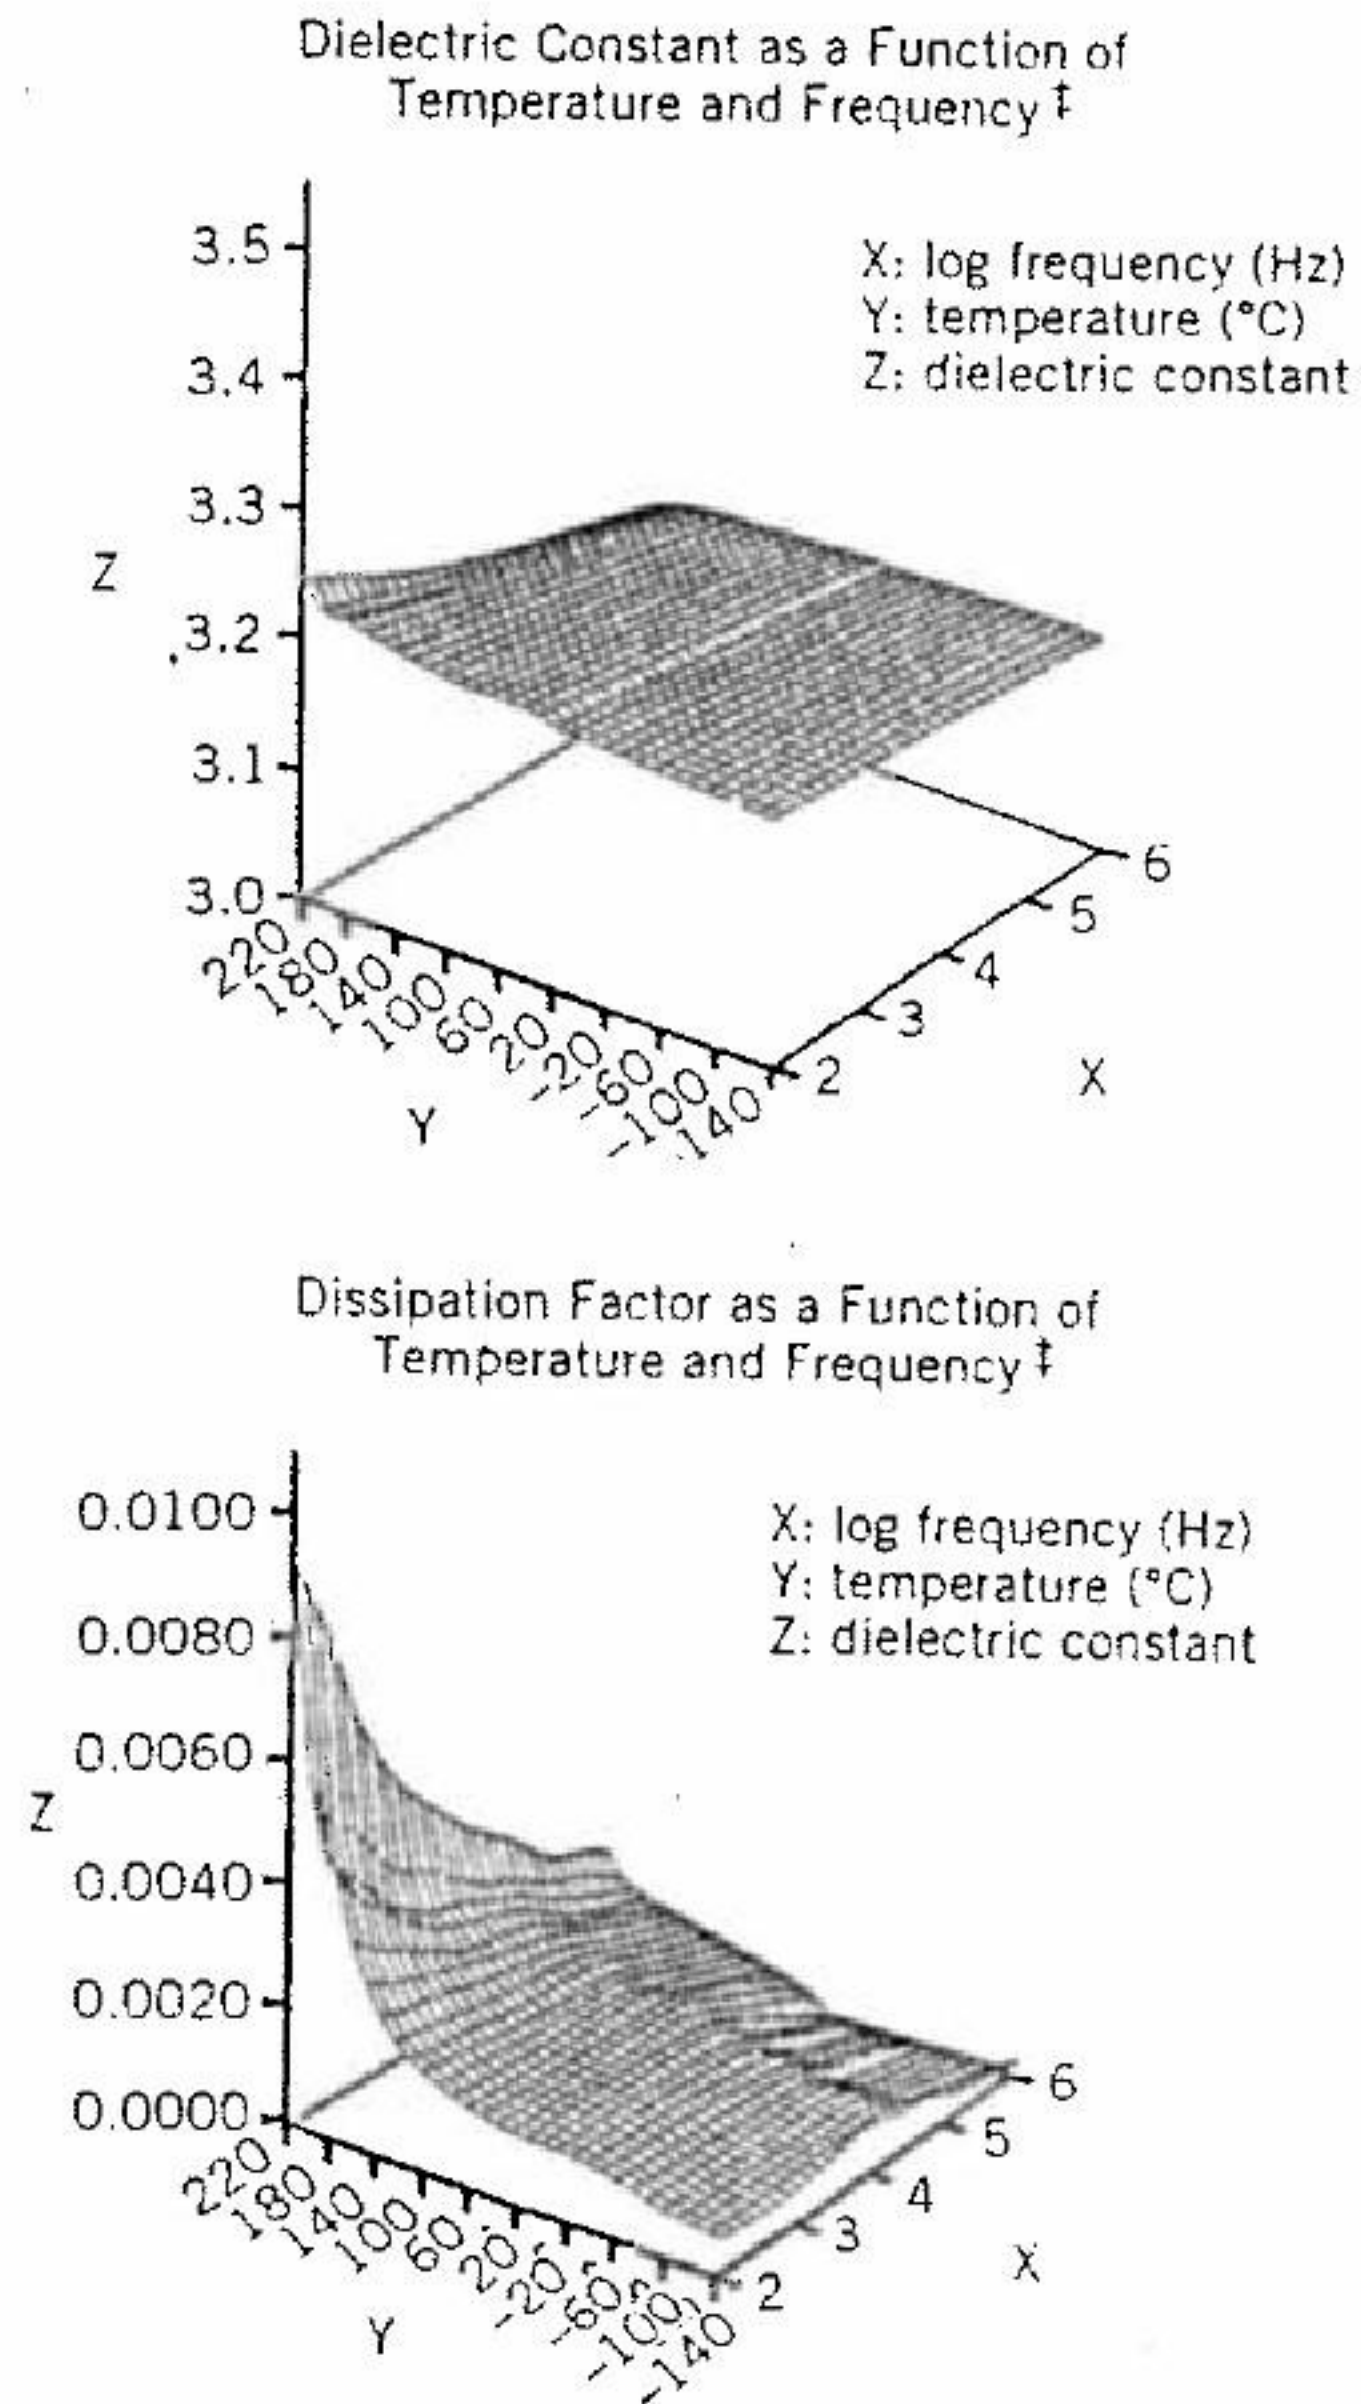 Dielectric Constant as a Function of
Temperature and Frequency ‡
X: log frequency (Hz)
Y: temperature (°C)
Z: dielectric constant
3.5
3.4
3.3
Z
3.2
3.1
3.0
220
180
140
100
60
20
-20
-60
-100
-140
Y
2
3
4
5
6
X
Dissipation Factor as a Function of
Temperature and Frequency ‡
X: log frequency (Hz)
Y: temperature (°C)
Z: dielectric constant
0.0100
0.0080
0.0060
Z
0.0040
0.0020
0.0000
220
180
140
100
60
20
-20
-60
-100
-140
Y
2
3
4
5
6
X